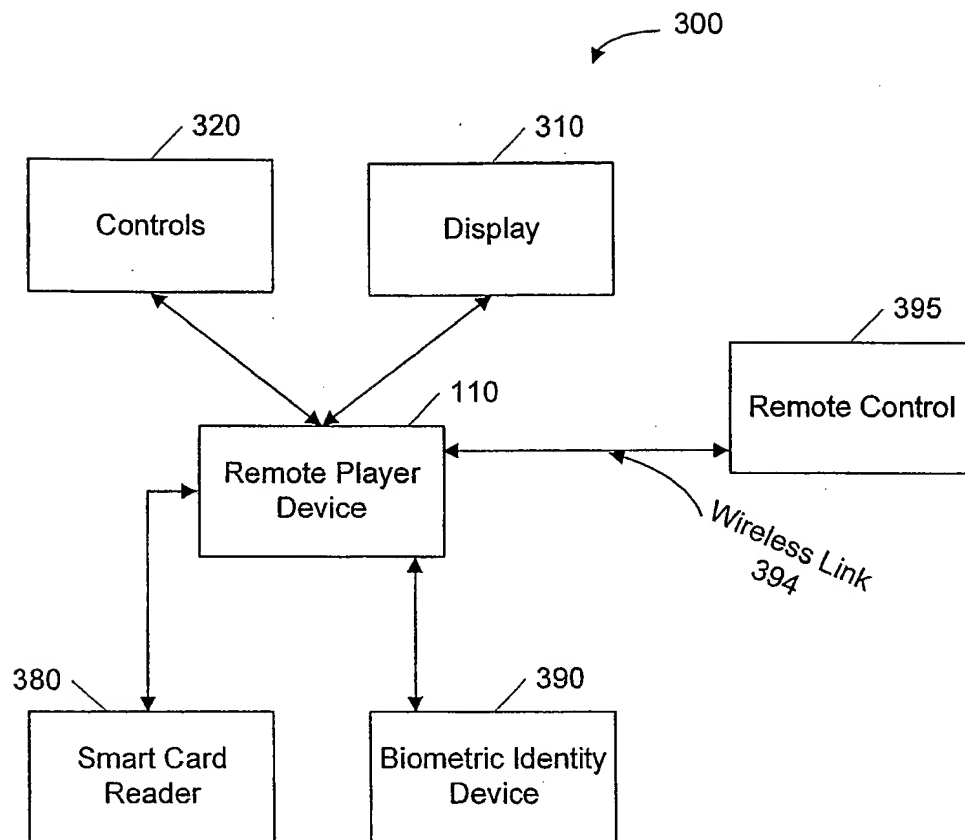 300
320
310
Controls
Display
395
Remote Control
110
Remote Player
Device
Wireless Link
394
380
390
Smart Card
Reader
Biometric Identity
Device